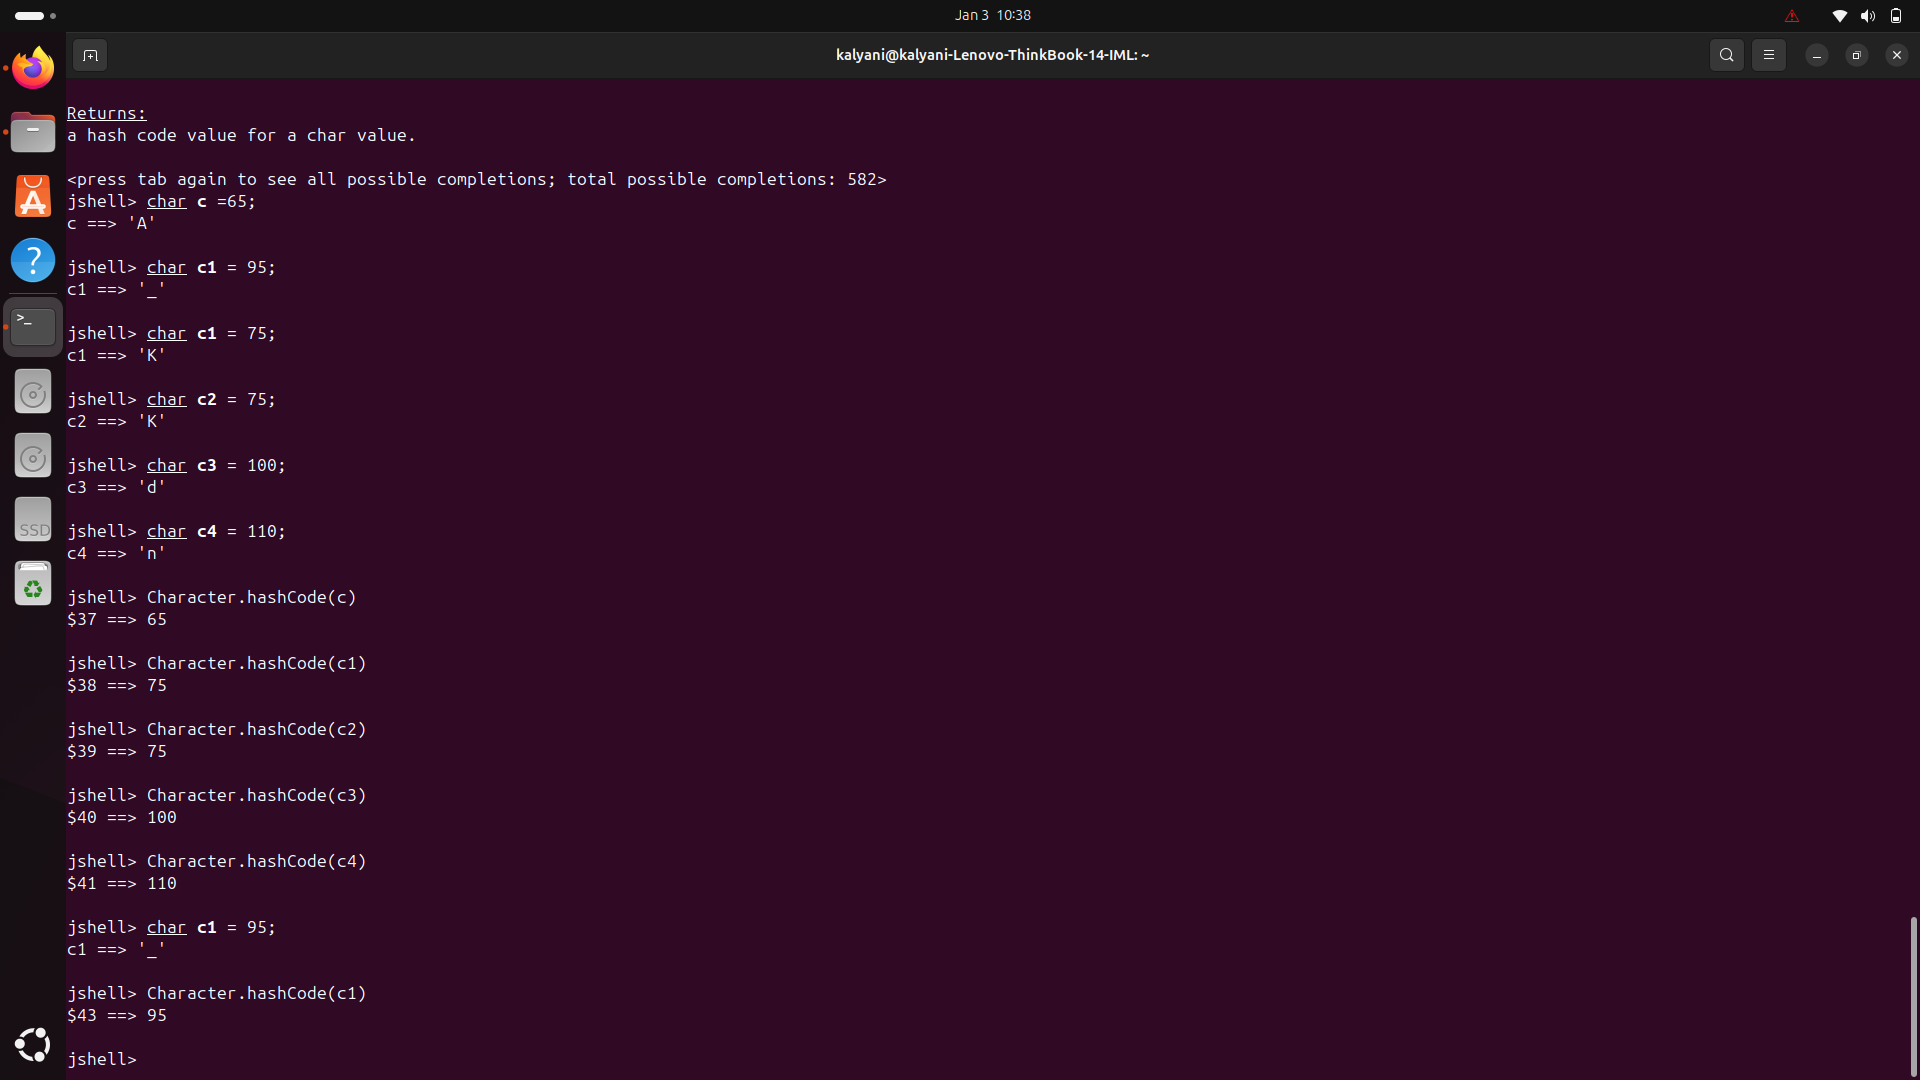 Jan 3 10:38
kalyani@kalyani-Lenovo-ThinkBook-14-IML: ~
Returns:
a hash code value for a char value.
<press tab again to see all possible completions; total possible completions: 582>
jshell> char c =65;
c ==> 'A'
jshell> char c1 = 95;
c1 ==> '_'
jshell> char c1 = 75;
c1 ==> 'K'
jshell> char c2 = 75;
c2 ==> 'K'
jshell> char c3 = 100;
c3 ==> 'd'
jshell> char c4 = 110;
c4 ==> 'n'
jshell> Character.hashCode(c)
$37 ==> 65
jshell> Character.hashCode(c1)
$38 ==> 75
jshell> Character.hashCode(c2)
$39 ==> 75
jshell> Character.hashCode(c3)
$40 ==> 100
jshell> Character.hashCode(c4)
$41 ==> 110
jshell> char c1 = 95;
c1 ==> '_'
jshell> Character.hashCode(c1)
$43 ==> 95
jshell>
SSD